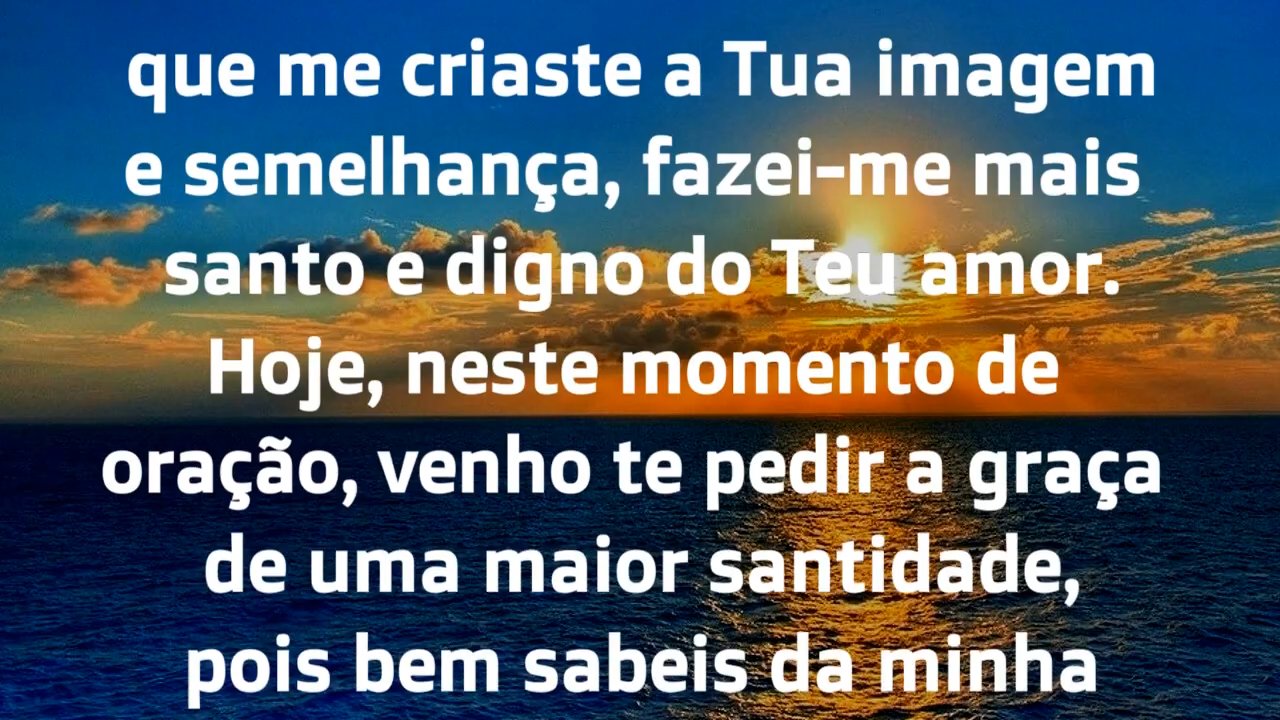 que me criaste a Tua imagem
e semelhança, fazei-me mais
santo e digno do Teu amor.
Hoje, neste momento de
oração, venho te pedir a graça
de uma maior santidade,
pois bem sabeis da minha